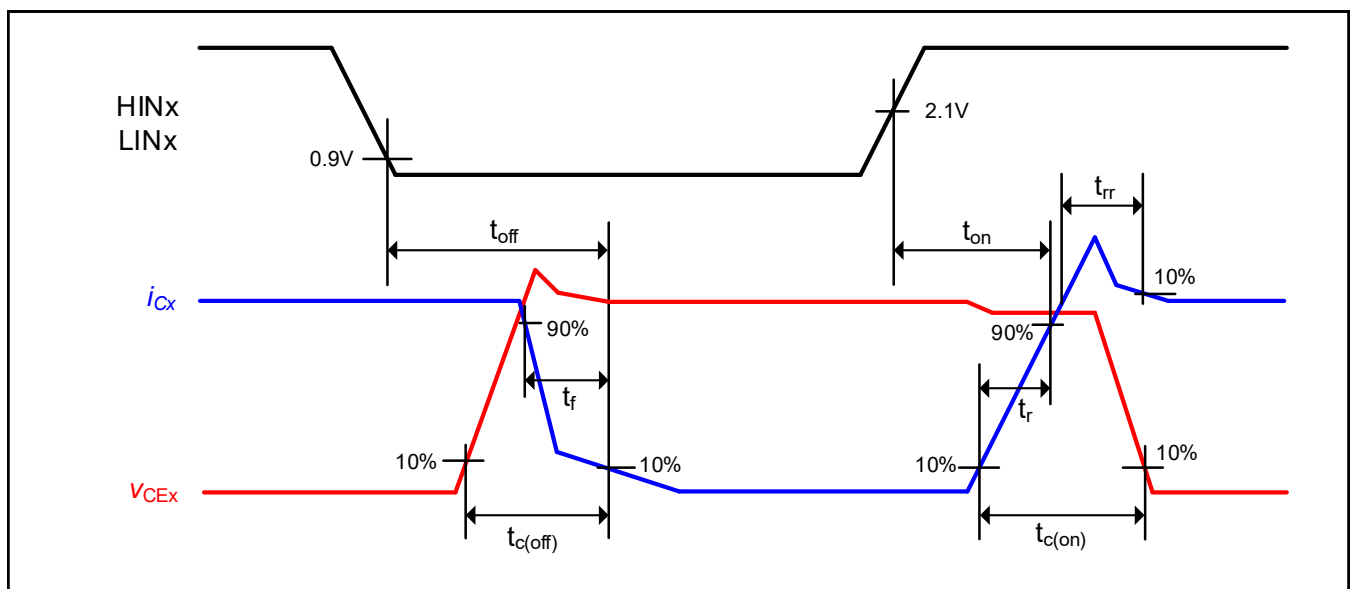 HINx
LINx
0.9V
2.1V
trr
toff
ton
iCx
10%
90%
90%
tf
tr
10%
10%
10%
10%
vCEx
tc(off)
tc(on)